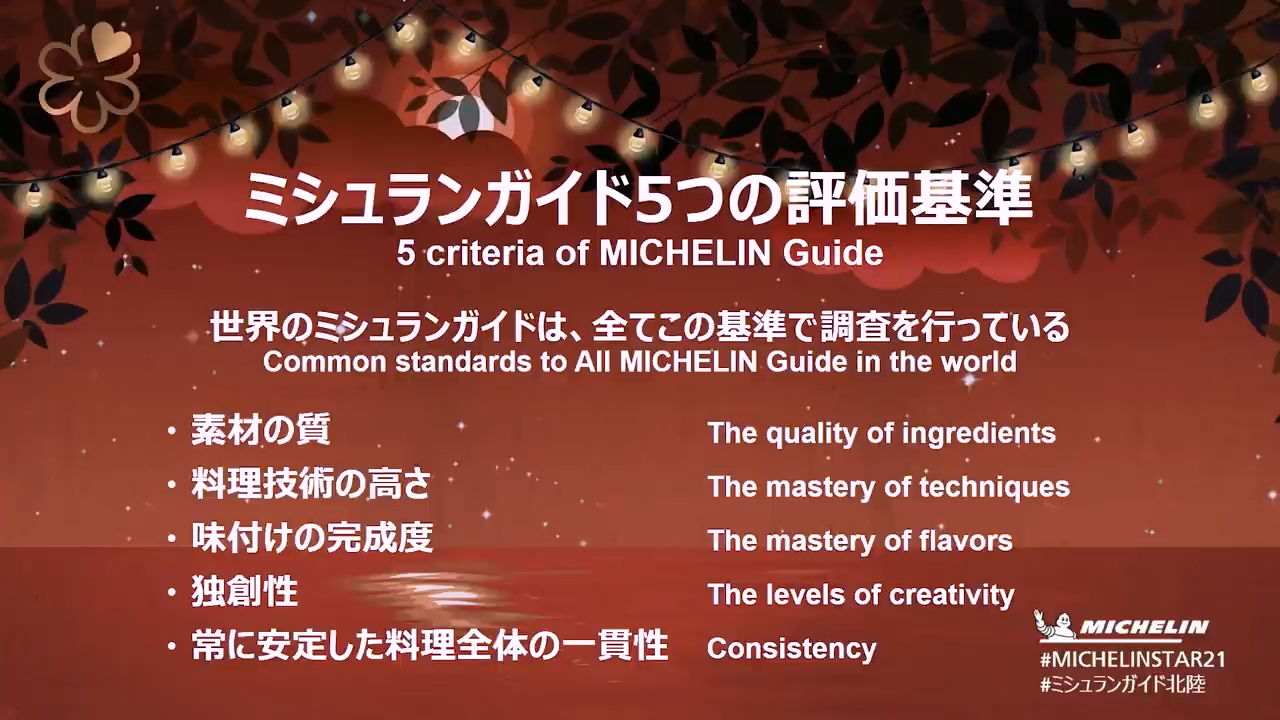 ミシュランガイド5つの評価基準
5 criteria of MICHELIN Guide
世界のミシュランガイドは、全てこの基準で調査を行っている
Common standards to All MICHELIN Guide in the world
・素材の質 The quality of ingredients
・料理技術の高さ The mastery of techniques
・味付けの完成度 The mastery of flavors
・独創性 The levels of creativity
・常に安定した料理全体の一貫性 Consistency
MICHELIN
#MICHELINSTAR21
#ミシュランガイド北陸